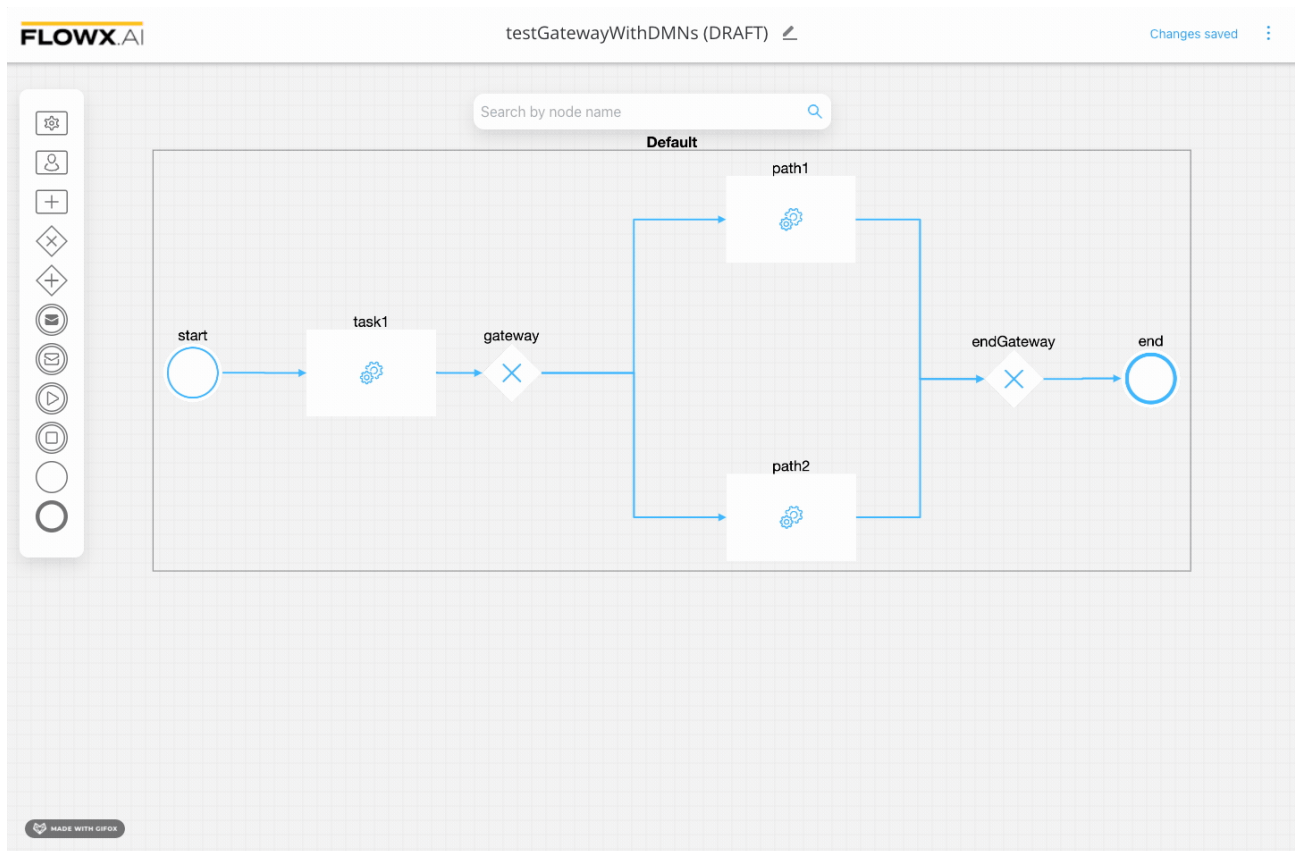 FLOWX.AI
testGatewayWithDMNs (DRAFT)
Changes saved
Search by node name
Default
path1
task1
start
gateway
endGateway
end
path2
MADE WITH GIFOX